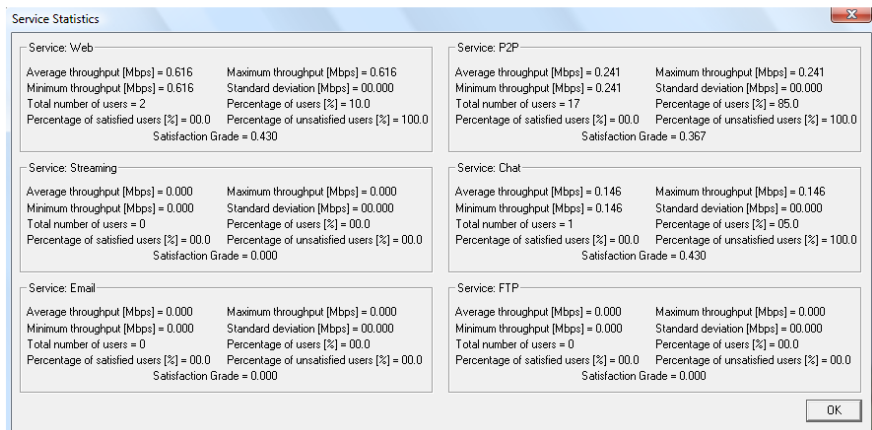 Service Statistics
Service: Web
Average throughput [Mbps] = 0.616 Maximum throughput [Mbps] = 0.616
Minimum throughput [Mbps] = 0.616 Standard deviation [Mbps] = 00.000
Total number of users = 2 Percentage of users [%] = 10.0
Percentage of satisfied users [%] = 00.0 Percentage of unsatisfied users [%] = 100.0
Satisfaction Grade = 0.430
Service: P2P
Average throughput [Mbps] = 0.241 Maximum throughput [Mbps] = 0.241
Minimum throughput [Mbps] = 0.241 Standard deviation [Mbps] = 00.000
Total number of users = 17 Percentage of users [%] = 85.0
Percentage of satisfied users [%] = 00.0 Percentage of unsatisfied users [%] = 100.0
Satisfaction Grade = 0.367
Service: Streaming
Average throughput [Mbps] = 0.000 Maximum throughput [Mbps] = 0.000
Minimum throughput [Mbps] = 0.000 Standard deviation [Mbps] = 00.000
Total number of users = 0 Percentage of users [%] = 00.0
Percentage of satisfied users [%] = 00.0 Percentage of unsatisfied users [%] = 00.0
Satisfaction Grade = 0.000
Service: Chat
Average throughput [Mbps] = 0.146 Maximum throughput [Mbps] = 0.146
Minimum throughput [Mbps] = 0.146 Standard deviation [Mbps] = 00.000
Total number of users = 1 Percentage of users [%] = 05.0
Percentage of satisfied users [%] = 00.0 Percentage of unsatisfied users [%] = 100.0
Satisfaction Grade = 0.430
Service: Email
Average throughput [Mbps] = 0.000 Maximum throughput [Mbps] = 0.000
Minimum throughput [Mbps] = 0.000 Standard deviation [Mbps] = 00.000
Total number of users = 0 Percentage of users [%] = 00.0
Percentage of satisfied users [%] = 00.0 Percentage of unsatisfied users [%] = 00.0
Satisfaction Grade = 0.000
Service: FTP
Average throughput [Mbps] = 0.000 Maximum throughput [Mbps] = 0.000
Minimum throughput [Mbps] = 0.000 Standard deviation [Mbps] = 00.000
Total number of users = 0 Percentage of users [%] = 00.0
Percentage of satisfied users [%] = 00.0 Percentage of unsatisfied users [%] = 00.0
Satisfaction Grade = 0.000
OK